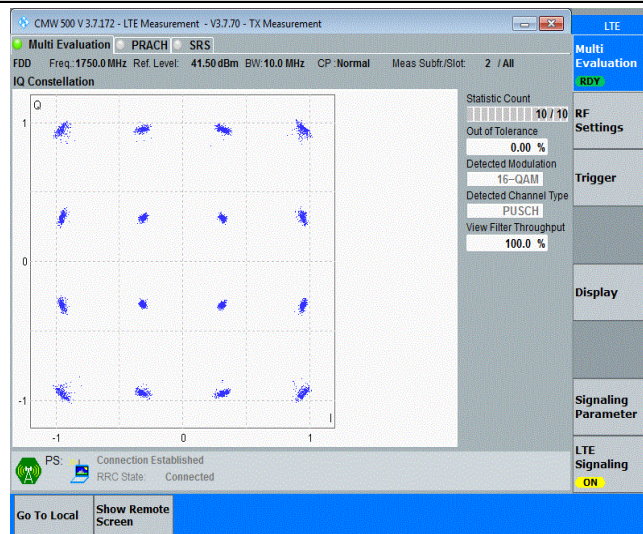 CMW 500 V 3.7.172 - LTE Measurement - V3.7.70 - TX Measurement
LTE
Multi Evaluation PRACH SRS
Multi
Evaluation
RDY
FDD Freq.: 1750.0 MHz Ref. Level: 41.50 dBm BW: 10.0 MHz CP : Normal Meas Subfr./Slot: 2 / All
IQ Constellation
Q
1
0
-1
I
-1 0 1
Statistic Count
10 / 10
Out of Tolerance
0.00 %
Detected Modulation
16-QAM
Detected Channel Type
PUSCH
View Filter Throughput
100.0 %
RF
Settings
Trigger
Display
Signaling
Parameter
LTE
Signaling
ON
PS: Connection Established
RRC State: Connected
Go To Local
Show Remote
Screen